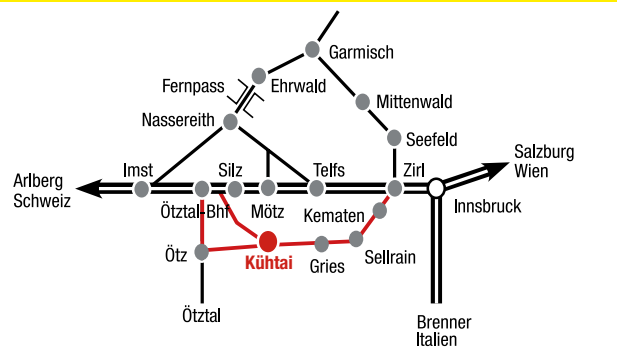 Garmisch
Fernpass
Ehrwald
Mittenwald
Nassereith
Seefeld
Salzburg
Wien
Imst
Silz
Telfs
Zirl
Arlberg
Schweiz
Ötztal-Bhf
Mötz
Kematen
Innsbruck
Ötz
Kühtai
Gries
Sellrain
Ötztal
Brenner
Italien